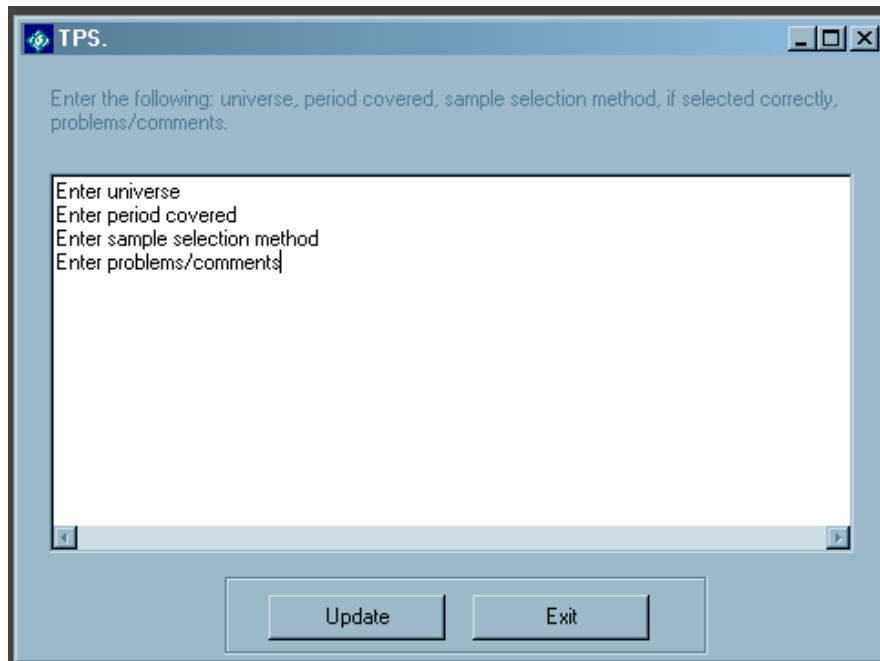 TPS.
Enter the following: universe, period covered, sample selection method, if selected correctly,
problems/comments.
Enter universe
Enter period covered
Enter sample selection method
Enter problems/comments
Update Exit